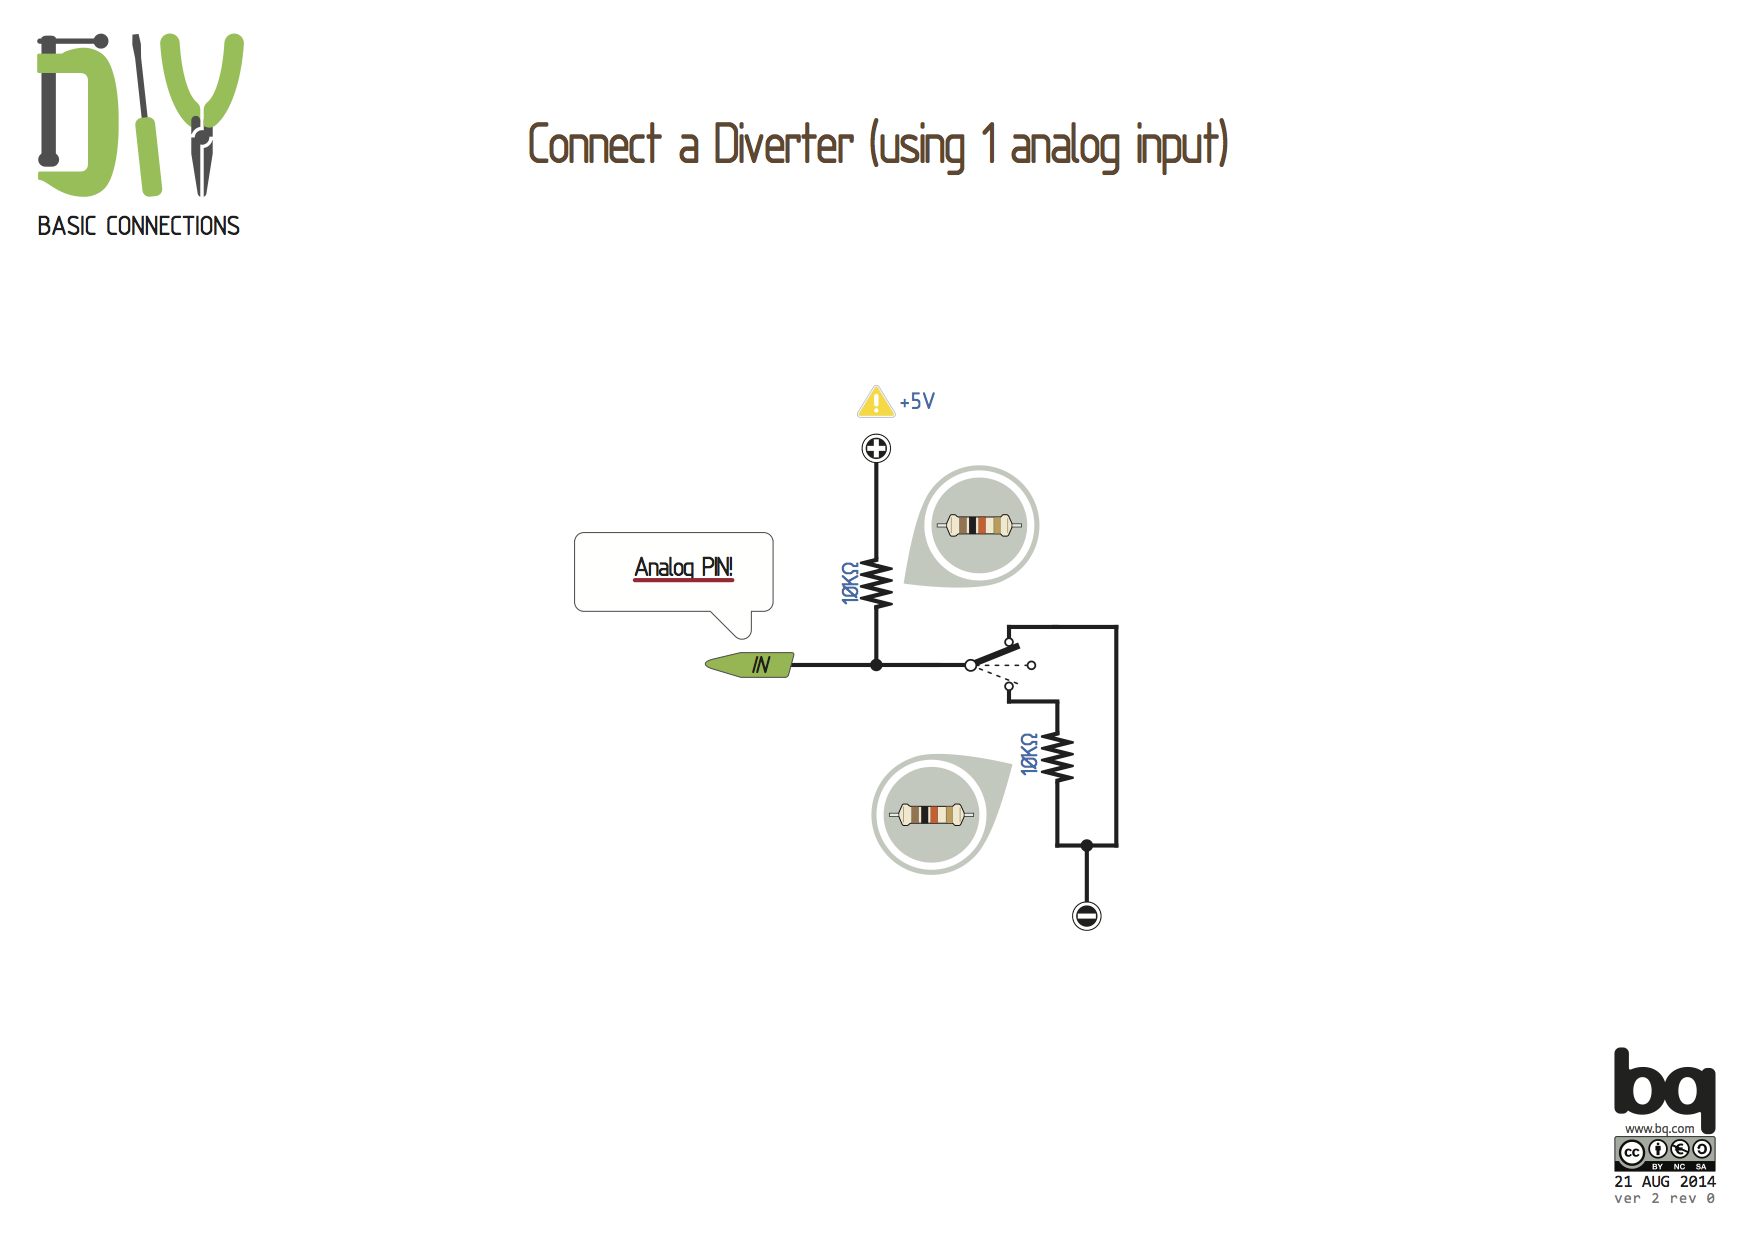 DIY
BASIC CONNECTIONS
Connect a Diverter (using 1 analog input)
+5V
10KΩ
Analog PIN!
IN
10KΩ
bq
www.bq.com
cc
BY NC SA
21 AUG 2014
ver 2 rev 0